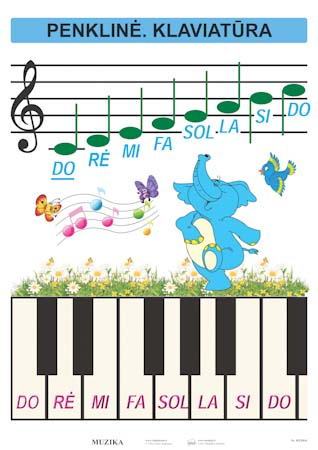 PENKLINĖ. KLAVIATŪRA
DO RĖ MI FA SOL LA SI DO
DO RĖ MI FA SOL LA SI DO
MUZIKA